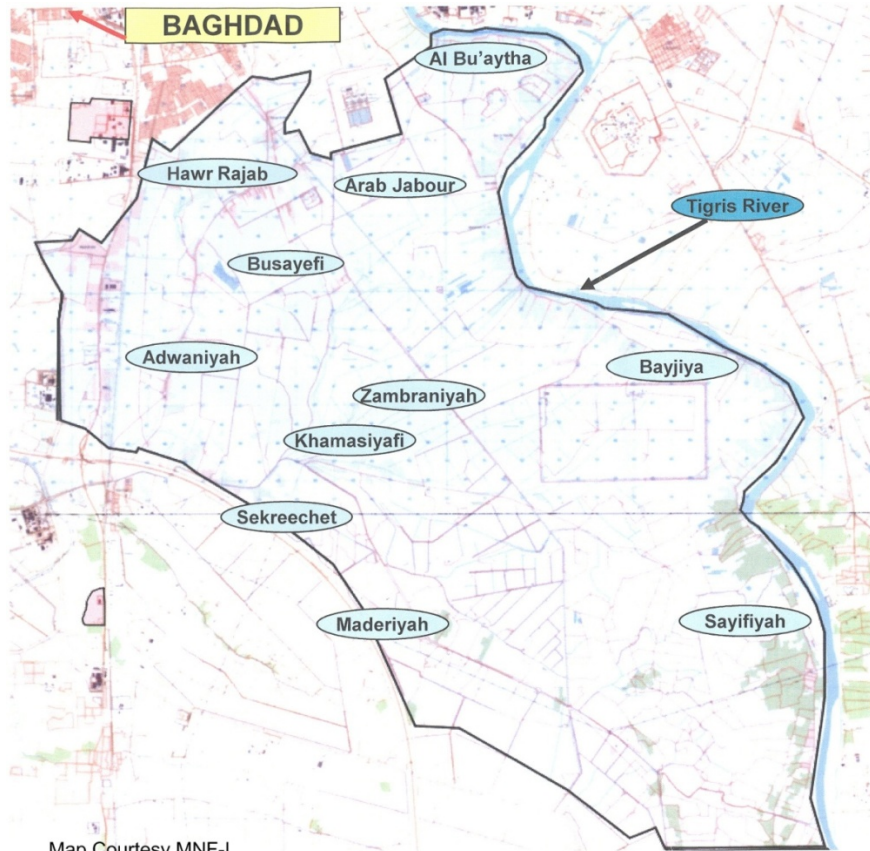 BAGHDAD
Al Bu’aytha
Hawr Rajab
Arab Jabour
Tigris River
Busayefi
Adwaniyah
Bayjiya
Zambraniyah
Khamasiyafi
Sekreechet
Maderiyah
Sayifiyah
Map Courtesy MNF-I